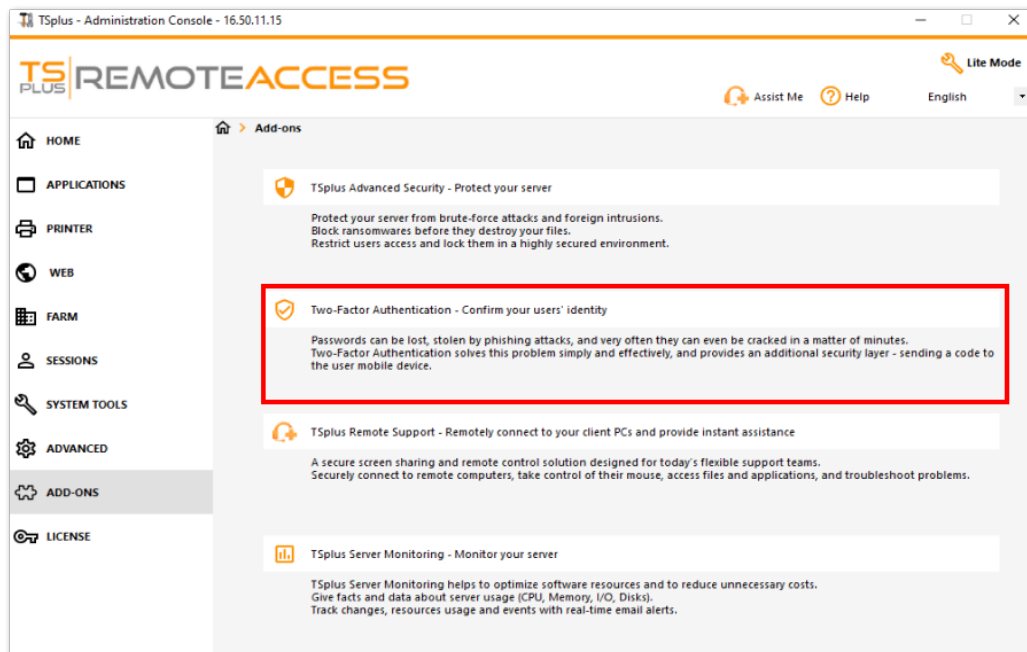 TSplus - Administration Console - 16.50.11.15
TS PLUS REMOTEACCESS
Lite Mode
Assist Me
Help
English
HOME
APPLICATIONS
PRINTER
WEB
FARM
SESSIONS
SYSTEM TOOLS
ADVANCED
ADD-ONS
LICENSE
Add-ons
TSplus Advanced Security - Protect your server
Protect your server from brute-force attacks and foreign intrusions.
Block ransomwares before they destroy your files.
Restrict users access and lock them in a highly secured environment.
Two-Factor Authentication - Confirm your users' identity
Passwords can be lost, stolen by phishing attacks, and very often they can even be cracked in a matter of minutes.
Two-Factor Authentication solves this problem simply and effectively, and provides an additional security layer - sending a code to
the user mobile device.
TSplus Remote Support - Remotely connect to your client PCs and provide instant assistance
A secure screen sharing and remote control solution designed for today's flexible support teams.
Securely connect to remote computers, take control of their mouse, access files and applications, and troubleshoot problems.
TSplus Server Monitoring - Monitor your server
TSplus Server Monitoring helps to optimize software resources and to reduce unnecessary costs.
Give facts and data about server usage (CPU, Memory, I/O, Disks).
Track changes, resources usage and events with real-time email alerts.